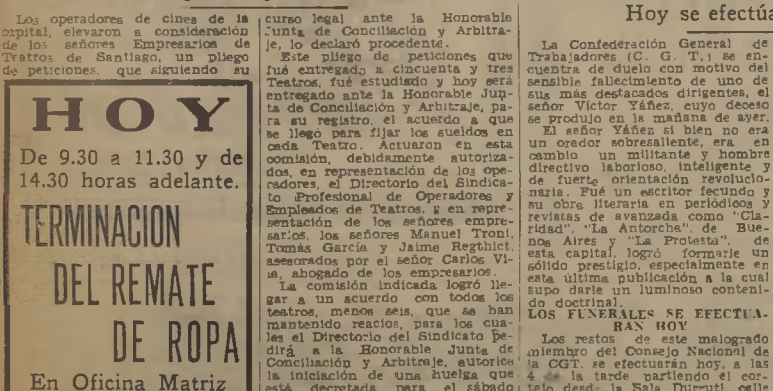 Los operadores de cines de la
capital, elevaron a consideración
de los señores Empresarios de
Teatros de Santiago, un pliego
de peticiones, que siguiendo su
HOY
De 9.30 a 11.30 y de
14.30 horas adelante.
TERMINACION
DEL REMATE
DE ROPA
En Oficina Matriz
curso legal ante la Honorable
Junta de Conciliación y Arbitra-
je, lo declaró procedente.
Este pliego de peticiones que
fué entregado a cincuenta y tres
Teatros, fué estudiado y hoy será
entregado ante la Honorable Jun-
ta de Conciliación y Arbitraje, pa-
ra su registro, el acuerdo a que
se llegó para fijar los sueldos en
cada Teatro. Actuaron en esta
comisión, debidamente autoriza-
dos, en representación de los ope-
radores, el Directorio del Sindica-
to Profesional de Operadores y
Empleados de Teatros, y en repre-
sentación de los señores empre-
sarios, los señores Manuel Troni,
Tomás García y Jaime Regthict,
asesorados por el señor Carlos Vi-
la, abogado de los empresarios.
La comisión indicada logró lle-
gar a un acuerdo con todos los
teatros, menos seis, que se han
mantenido reacios, para los cua-
les el Directorio del Sindicato pe-
dirá a la Honorable Junta de
Conciliación y Arbitraje, autorice
la iniciación de una huelga que
está decretada para el sábado
Hoy se efectúa
La Confederación General de
Trabajadores (C. G. T.) se en-
cuentra de duelo con motivo del
sensible fallecimiento de uno de
sus más destacados dirigentes, el
señor Víctor Yáñez, cuyo deceso
se produjo en la mañana de ayer.
El señor Yáñez si bien no era
un orador sobresaliente, era en
cambio un militante y hombre
directivo laborioso, inteligente y
de fuerte orientación revolucio-
naria. Fué un escritor fecundo y
su obra literaria en periódicos y
revistas de avanzada como "Cla-
ridad", "La Antorcha", de Bue-
nos Aires y "La Protesta", de
esta capital, logró formarle un
sólido prestigio, especialmente en
esta última publicación a la cual
supo darle un luminoso conteni-
do doctrinal.
LOS FUNERALES SE EFECTUA-
RAN HOY
Los restos de este malogrado
miembro del Consejo Nacional de
la CGT. se efectuarán hoy, a las
4 de la tarde partiendo el cor-
tejo desde la Sala Dirruti, calle